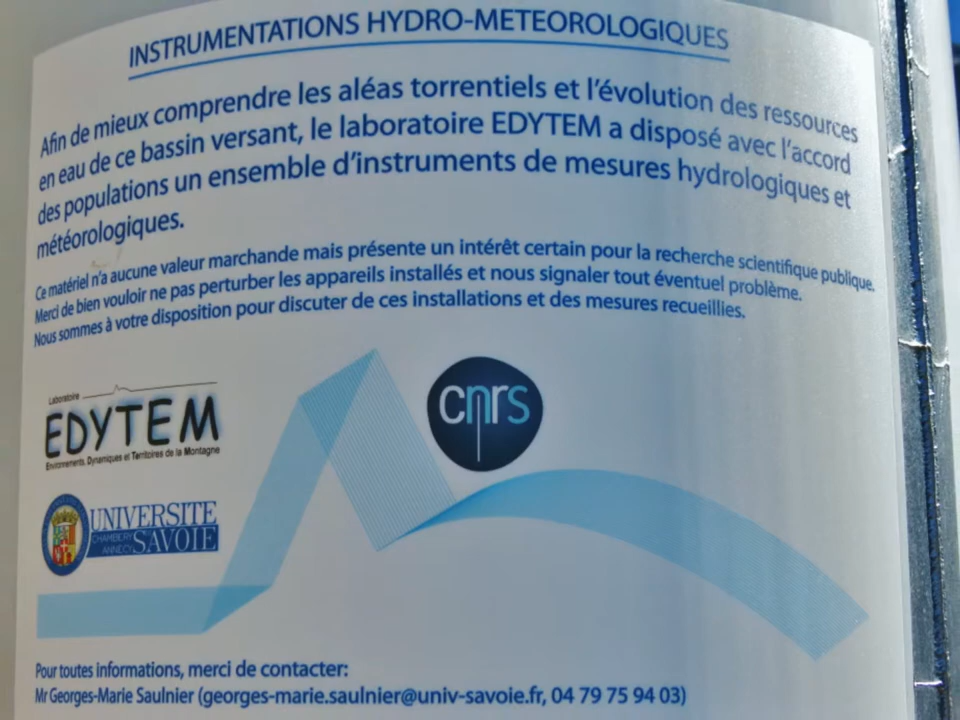 INSTRUMENTATIONS HYDRO-METEOROLOGIQUES
Afin de mieux comprendre les aléas torrentiels et l'évolution des ressources
en eau de ce bassin versant, le laboratoire EDYTEM a disposé avec l'accord
des populations un ensemble d'instruments de mesures hydrologiques et
météorologiques.
Ce matériel n'a aucune valeur marchande mais présente un intérêt certain pour la recherche scientifique publique.
Merci de bien vouloir ne pas perturber les appareils installés et nous signaler tout éventuel problème.
Nous sommes à votre disposition pour discuter de ces installations et des mesures recueillies.
Laboratoire
EDYTEM
Environnements, Dynamiques et Territoires de la Montagne
cnrs
UNIVERSITE
CHAMBERY
ANNECY SAVOIE
Pour toutes informations, merci de contacter:
Mr Georges-Marie Saulnier (georges-marie.saulnier@univ-savoie.fr, 04 79 75 94 03)